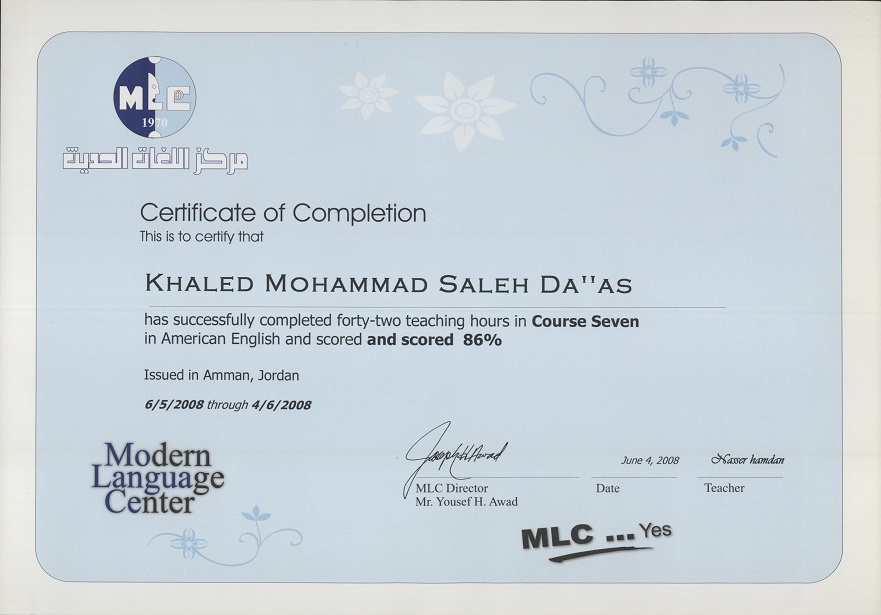 MLC
1970
مركز اللغات الحديث
Certificate of Completion
This is to certify that
Khaled Mohammad Saleh Da"as
has successfully completed forty-two teaching hours in Course Seven
in American English and scored and scored 86%
Issued in Amman, Jordan
6/5/2008 through 4/6/2008
Modern
Language
Center
Joseph H Awad
MLC Director
Mr. Yousef H. Awad
June 4, 2008
Date
Nasser hamdan
Teacher
MLC ... Yes